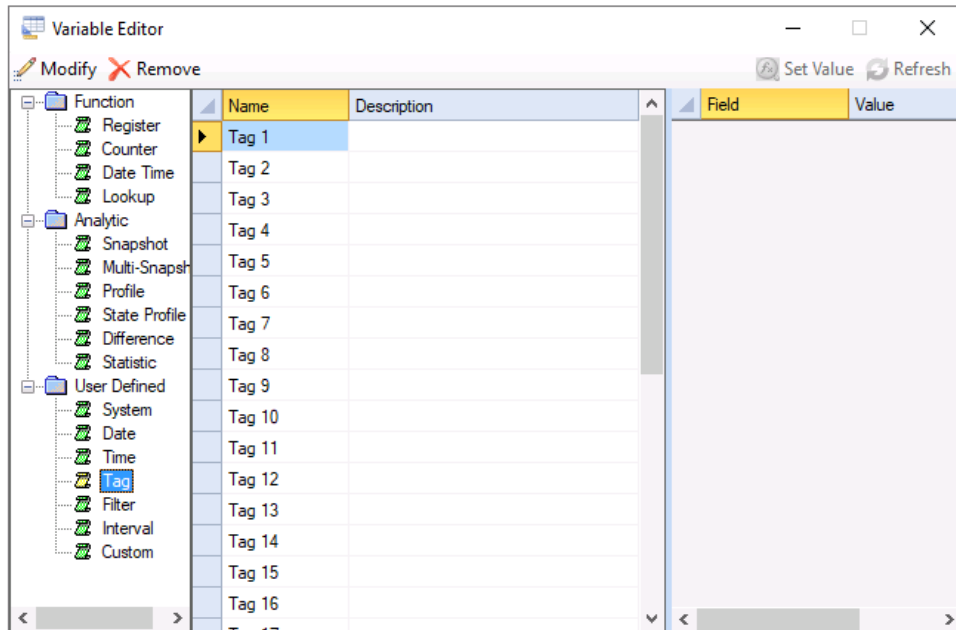 Variable Editor
Modify Remove Set Value Refresh
Function
Register
Counter
Date Time
Lookup
Analytic
Snapshot
Multi-Snapsh
Profile
State Profile
Difference
Statistic
User Defined
System
Date
Time
Tag
Filter
Interval
Custom
Name Description
Tag 1
Tag 2
Tag 3
Tag 4
Tag 5
Tag 6
Tag 7
Tag 8
Tag 9
Tag 10
Tag 11
Tag 12
Tag 13
Tag 14
Tag 15
Tag 16
Field Value